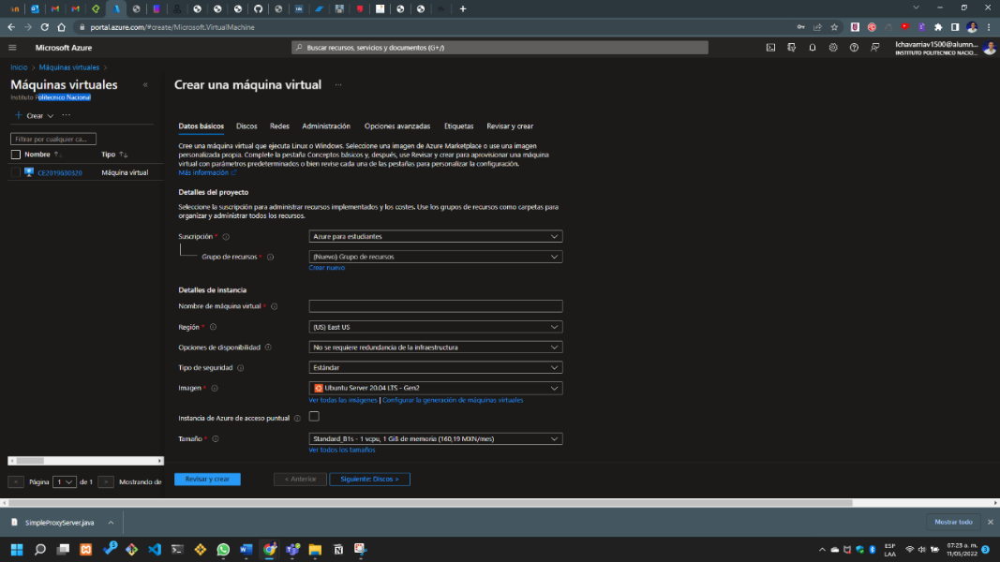 portal.azure.com/#create/Microsoft.VirtualMachine
Microsoft Azure
Buscar recursos, servicios y documentos (G+/)
lchavarriav1500@alumn...
INSTITUTO POLITECNICO NACIO...
Inicio > Máquinas virtuales >
Máquinas virtuales «
Instituto Politecnico Nacional
+ Crear ...
Filtrar por cualquier ca...
Nombre ↑ Tipo ↑↓
CE2019630320 Máquina virtual
Página 1 de 1 Mostrando de
Crear una máquina virtual ...
Datos básicos Discos Redes Administración Opciones avanzadas Etiquetas Revisar y crear
Cree una máquina virtual que ejecuta Linux o Windows. Seleccione una imagen de Azure Marketplace o use una imagen
personalizada propia. Complete la pestaña Conceptos básicos y, después, use Revisar y crear para aprovisionar una máquina
virtual con parámetros predeterminados o bien revise cada una de las pestañas para personalizar la configuración.
Más información
Detalles del proyecto
Seleccione la suscripción para administrar recursos implementados y los costes. Use los grupos de recursos como carpetas para
organizar y administrar todos los recursos.
Suscripción * Azure para estudiantes
Grupo de recursos * (Nuevo) Grupo de recursos
Crear nuevo
Detalles de instancia
Nombre de máquina virtual *
Región * (US) East US
Opciones de disponibilidad No se requiere redundancia de la infraestructura
Tipo de seguridad Estándar
Imagen * Ubuntu Server 20.04 LTS - Gen2
Ver todas las imágenes | Configurar la generación de máquinas virtuales
Instancia de Azure de acceso puntual
Tamaño * Standard_B1s - 1 vcpu, 1 GiB de memoria (160,19 MXN/mes)
Ver todos los tamaños
Revisar y crear < Anterior Siguiente: Discos >
SimpleProxyServer.java Mostrar todo
ESP
LAA
07:23 a. m.
11/05/2022